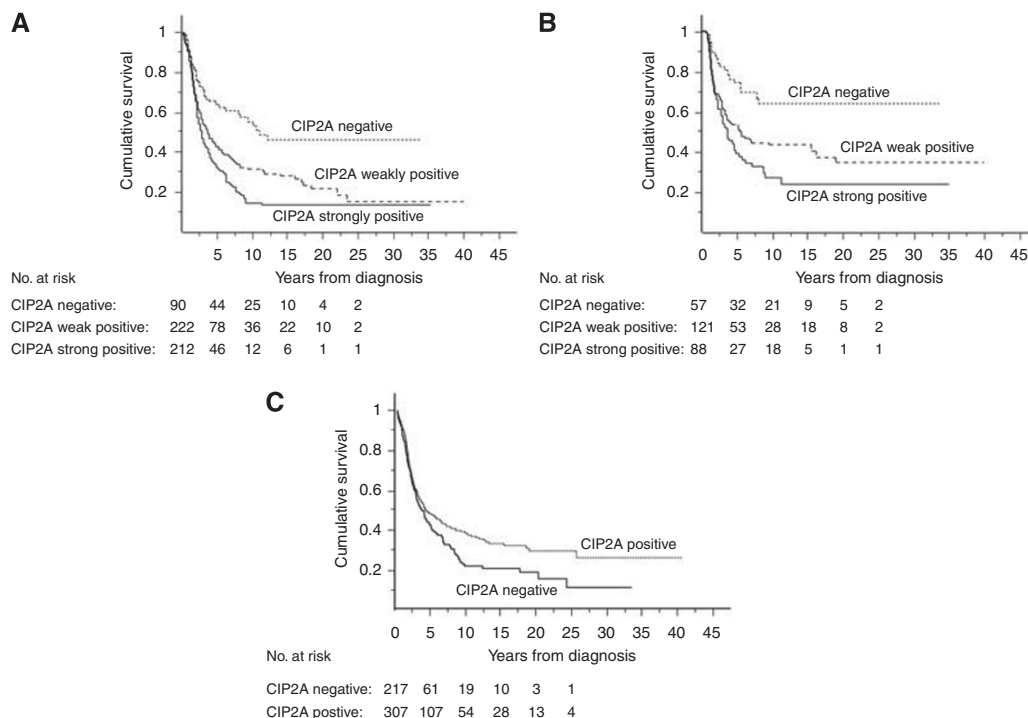 A
Cumulative survival
1
0.8
0.6
0.4
0.2
CIP2A negative
CIP2A weakly positive
CIP2A strongly positive
5 10 15 20 25 30 35 40 45
Years from diagnosis
No. at risk
CIP2A negative: 90 44 25 10 4 2
CIP2A weak positive: 222 78 36 22 10 2
CIP2A strong positive: 212 46 12 6 1 1
B
Cumulative survival
1
0.8
0.6
0.4
0.2
CIP2A negative
CIP2A weak positive
CIP2A strong positive
0 5 10 15 20 25 30 35 40 45
Years from diagnosis
No. at risk
CIP2A negative: 57 32 21 9 5 2
CIP2A weak positive: 121 53 28 18 8 2
CIP2A strong positive: 88 27 18 5 1 1
C
Cumulative survival
1
0.8
0.6
0.4
0.2
CIP2A positive
CIP2A negative
0 5 10 15 20 25 30 35 40 45
No. at risk Years from diagnosis
CIP2A negative: 217 61 19 10 3 1
CIP2A postive: 307 107 54 28 13 4